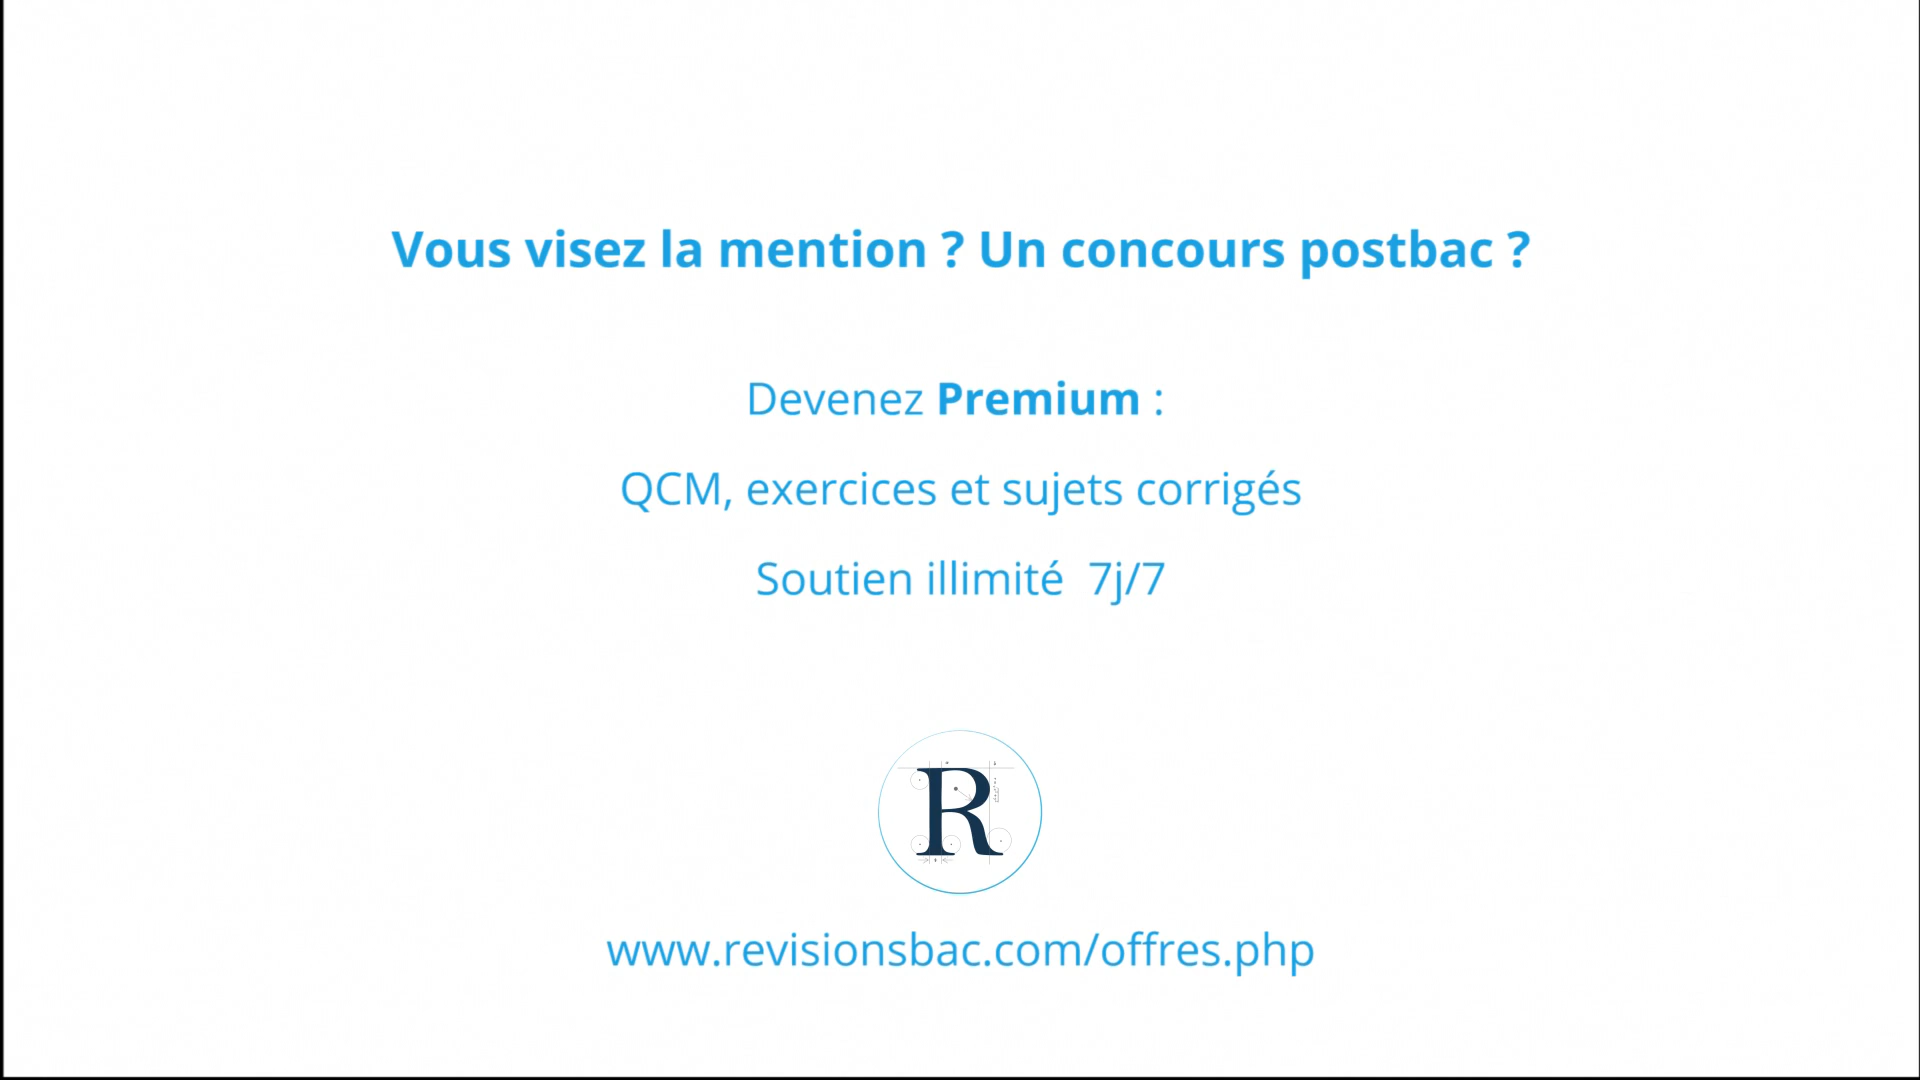 Vous visez la mention ? Un concours postbac ?
Devenez Premium :
QCM, exercices et sujets corrigés
Soutien illimité 7j/7
R
www.revisionsbac.com/offres.php